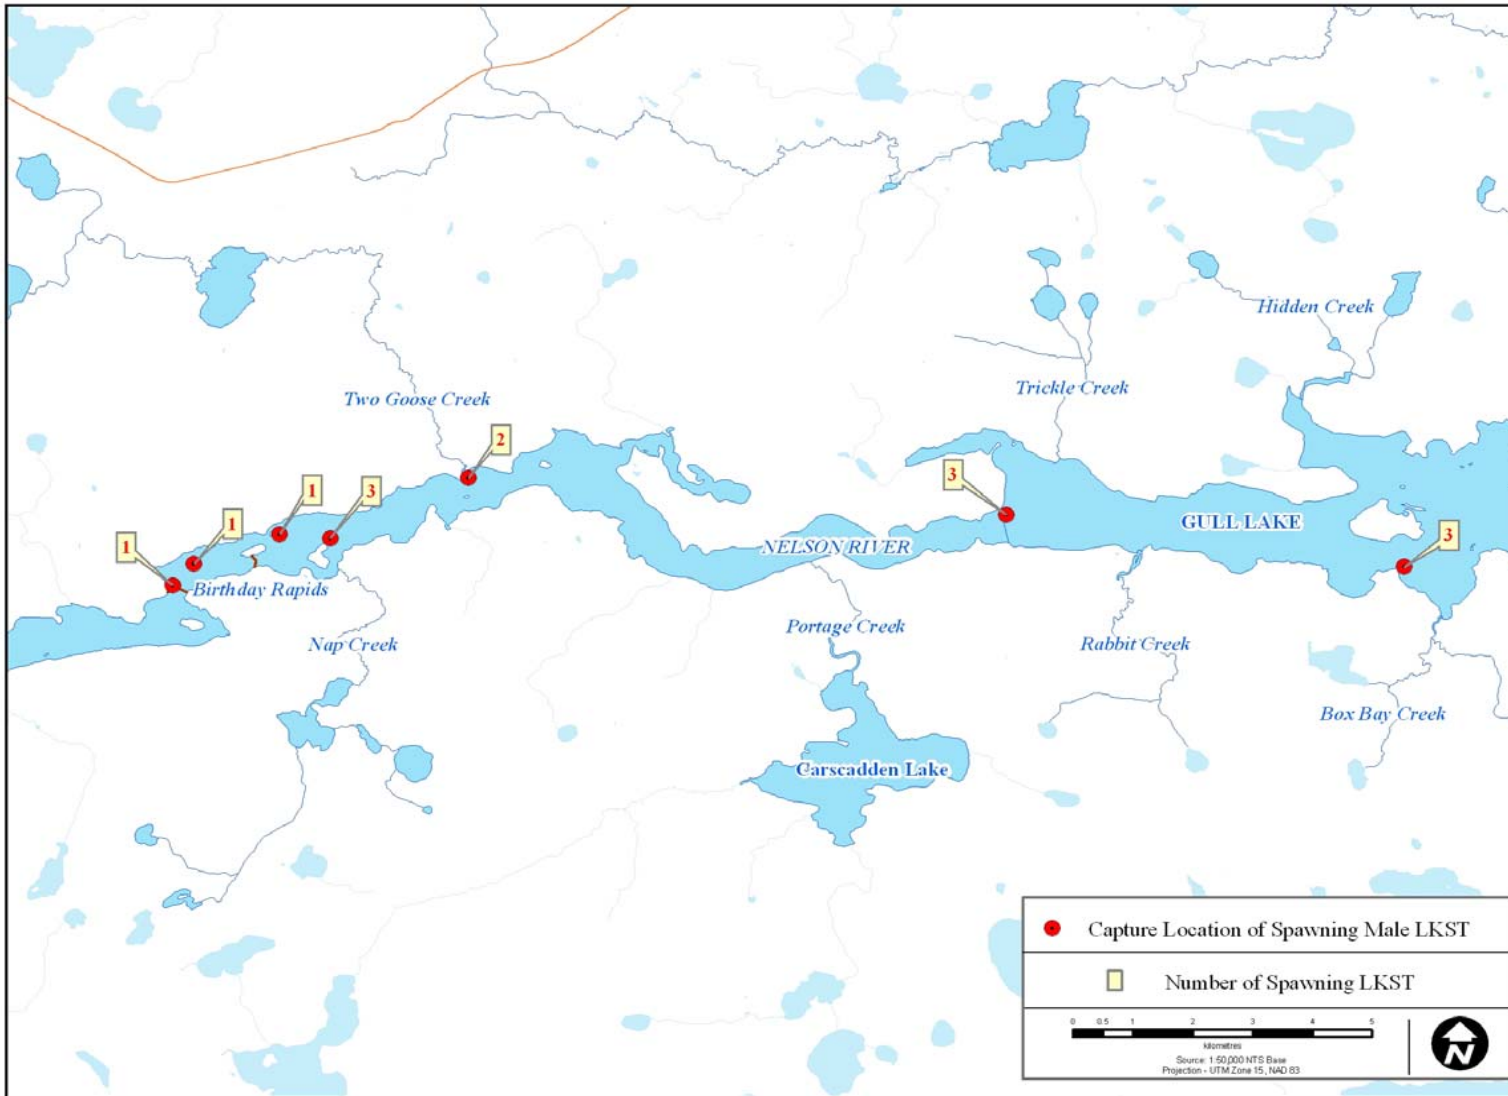 Hidden Creek
Trickle Creek
Two Goose Creek
2
1
3
3
1
GULL LAKE
3
1
NELSON RIVER
Birthday Rapids
Portage Creek
Nap Creek
Rabbit Creek
Box Bay Creek
Carscadden Lake
Capture Location of Spawning Male LKST
Number of Spawning LKST
0 0.5 1 2 3 4 5
kilometres
Source: 1:50,000 NTS Base
Projection - UTM Zone 15, NAD 83
N